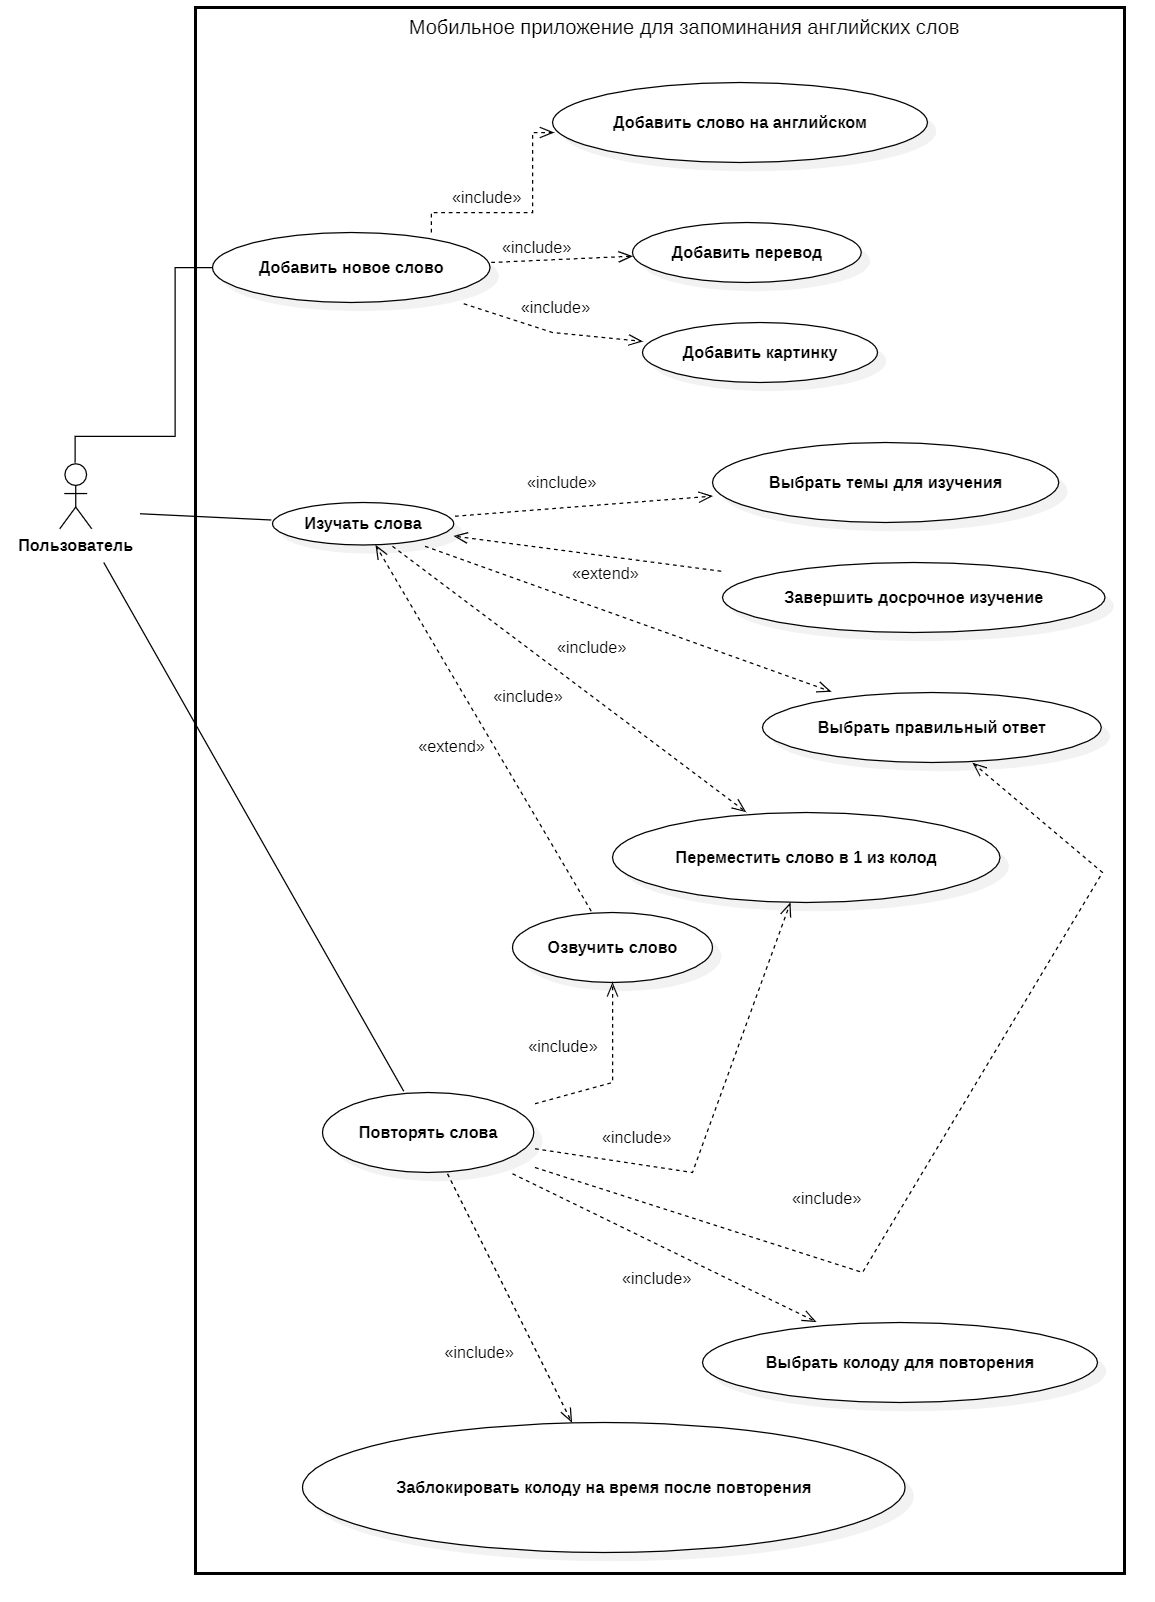 Мобильное приложение для запоминания английских слов
Добавить слово на английском
«include»
«include»
Добавить новое слово
Добавить перевод
«include»
Добавить картинку
«include»
Выбрать темы для изучения
Изучать слова
Пользователь
«extend»
Завершить досрочное изучение
«include»
«include»
Выбрать правильный ответ
«extend»
Переместить слово в 1 из колод
Озвучить слово
«include»
Повторять слова
«include»
«include»
«include»
«include»
Выбрать колоду для повторения
Заблокировать колоду на время после повторения